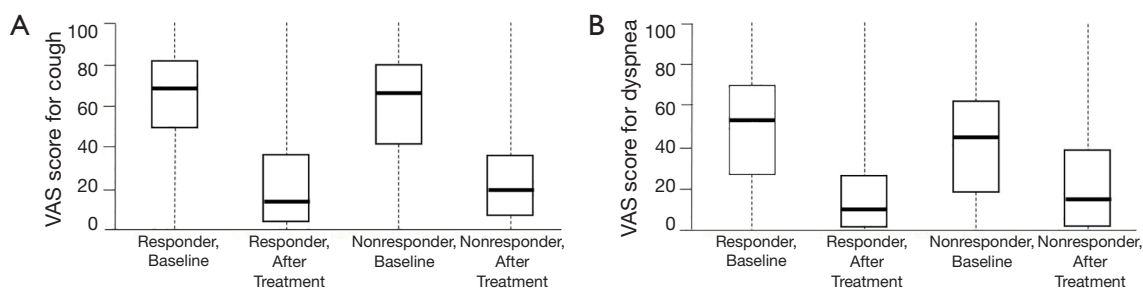 A
VAS score for cough
100
80
60
40
20
0
Responder,
Baseline
Responder,
After
Treatment
Nonresponder,
Baseline
Nonresponder,
After
Treatment
B
VAS score for dyspnea
100
80
60
40
20
0
Responder,
Baseline
Responder,
After
Treatment
Nonresponder,
Baseline
Nonresponder,
After
Treatment